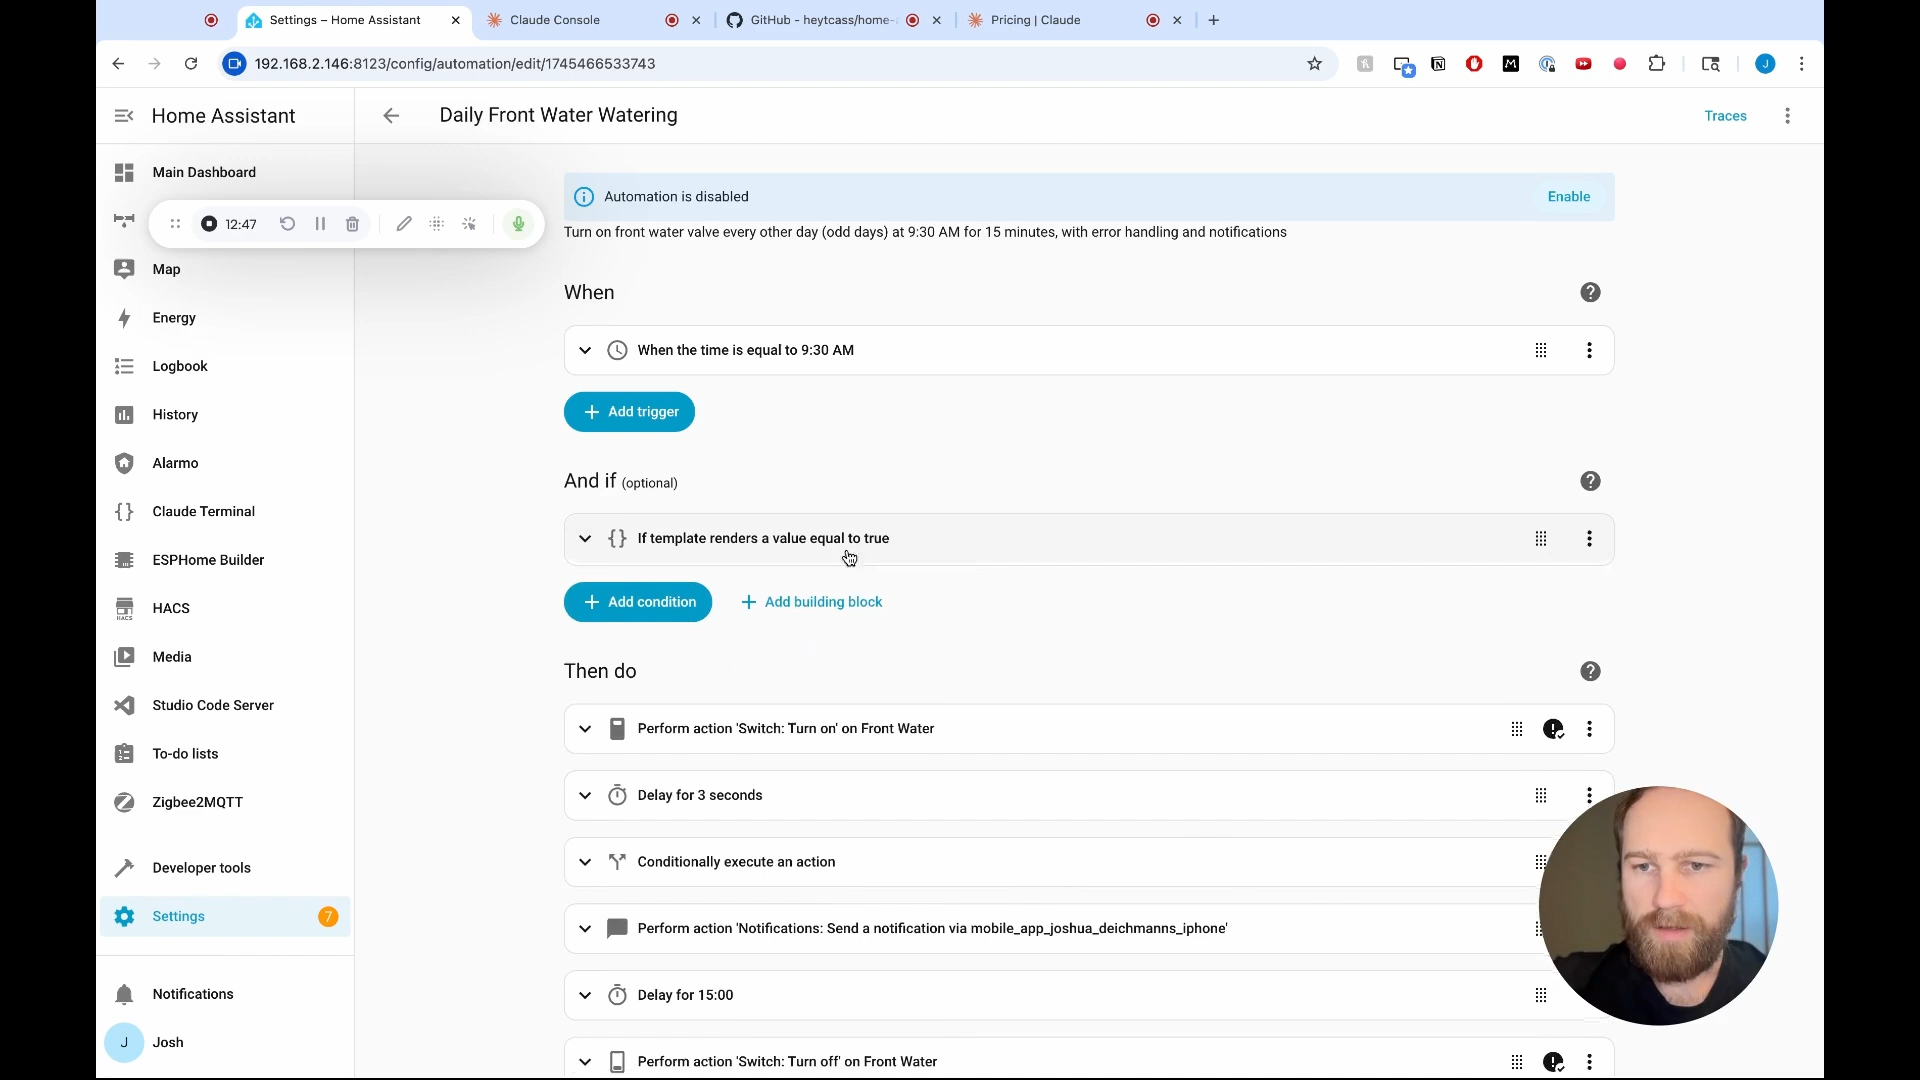 Settings – Home Assistant
Claude Console
GitHub - heytcass/home-
Pricing | Claude
192.168.2.146:8123/config/automation/edit/1745466533743
J
Home Assistant
Daily Front Water Watering
Traces
Main Dashboard
12:47
Map
Energy
Logbook
History
Alarmo
Claude Terminal
ESPHome Builder
HACS
HACS
Media
Studio Code Server
To-do lists
Zigbee2MQTT
Developer tools
Settings
7
Notifications
J
Josh
Automation is disabled
Enable
Turn on front water valve every other day (odd days) at 9:30 AM for 15 minutes, with error handling and notifications
When
When the time is equal to 9:30 AM
Add trigger
And if (optional)
If template renders a value equal to true
Add condition
Add building block
Then do
Perform action 'Switch: Turn on' on Front Water
Delay for 3 seconds
Conditionally execute an action
Perform action 'Notifications: Send a notification via mobile_app_joshua_deichmanns_iphone'
Delay for 15:00
Perform action 'Switch: Turn off' on Front Water